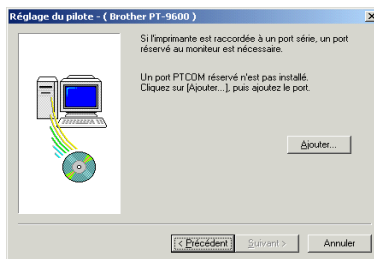 Réglage du pilote - ( Brother PT-9600 )
Si l'imprimante est raccordée à un port série, un port
réservé au moniteur est nécessaire.
Un port PTCOM réservé n'est pas installé.
Cliquez sur [Ajouter...], puis ajoutez le port.
Ajouter...
< Précédent
Suivant >
Annuler